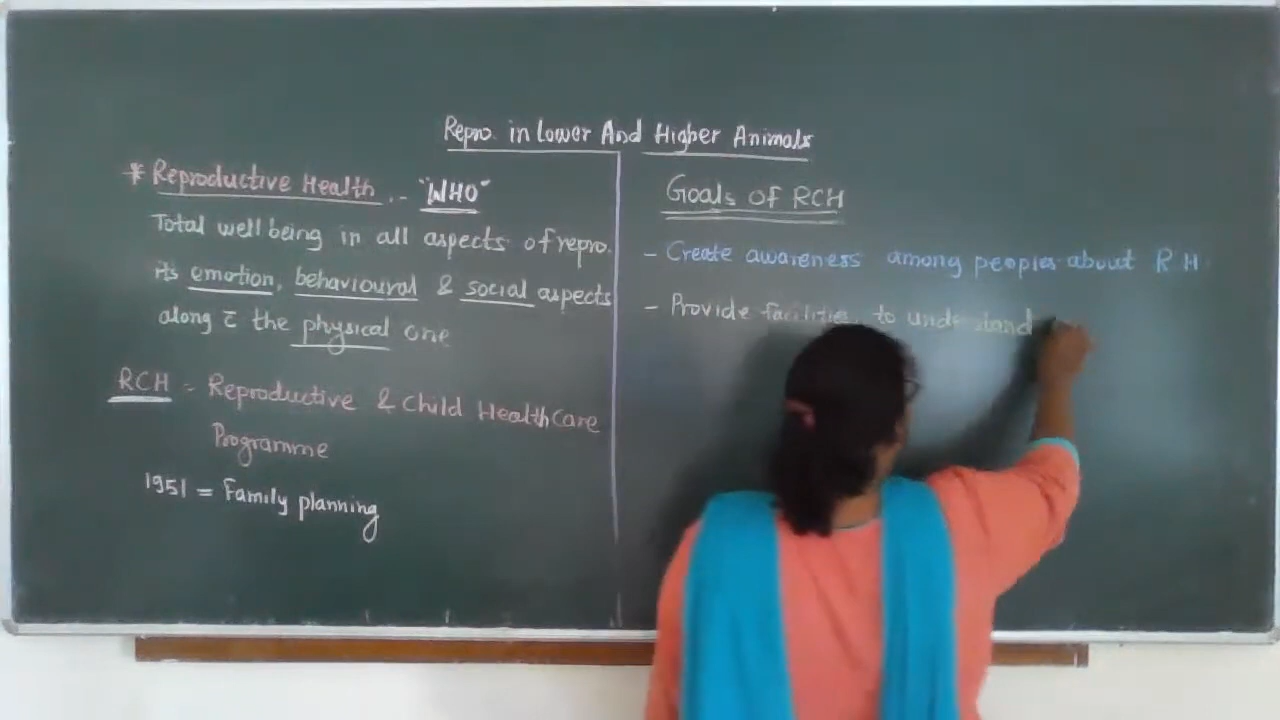 Repro. in Lower And Higher Animals
* Reproductive Health .. "WHO"
Total well being in all aspects of repro.
its emotion, behavioural & social aspects
along c̄ the physical one
RCH = Reproductive & Child Health Care
Programme
1951 = Family planning
Goals of RCH
- Create awareness among peoples about R H.
- Provide facilities to understand